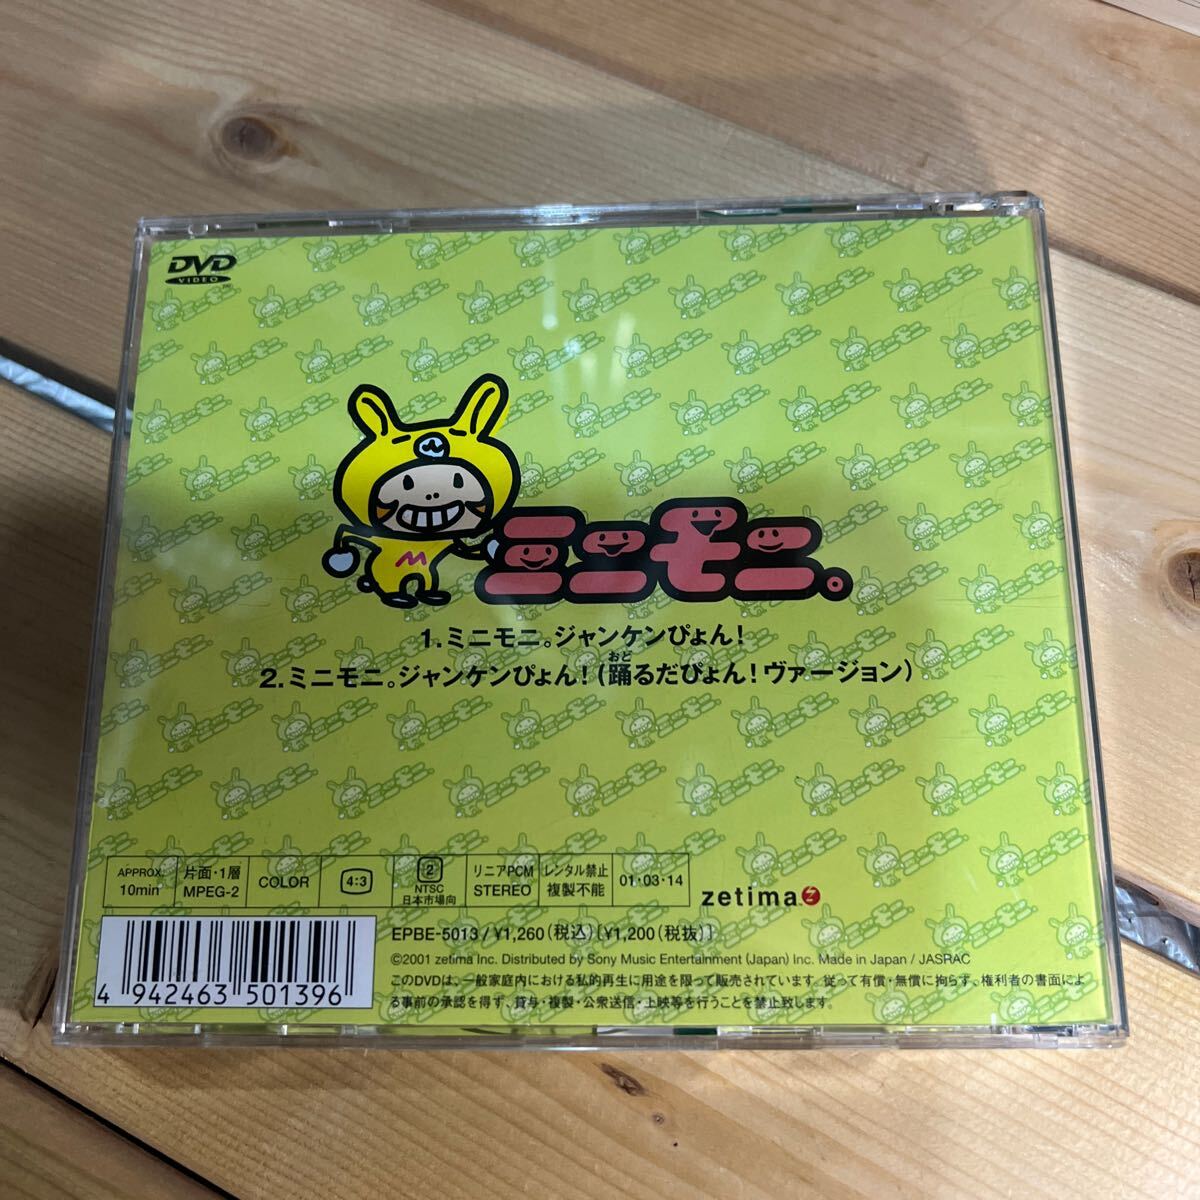 DVD
VIDEO
M
ミニモニ。
1.ミニモニ。ジャンケンぴょん!
おど
2.ミニモニ。ジャンケンぴょん!(踊るだぴょん!ヴァージョン)
APPROX.
10min
片面・1層
MPEG-2
COLOR
4:3
2
NTSC
日本市場向
リニアPCM
STEREO
レンタル禁止
複製不能
01・03・14
zetima
EPBE-5013/¥1,260(税込)[¥1,200(税抜)]
©2001 zetima Inc. Distributed by Sony Music Entertainment (Japan) Inc. Made in Japan / JASRAC
このDVDは、一般家庭内における私的再生に用途を限って販売されています。従って有償・無償に拘らず、権利者の書面によ
る事前の承認を得ず、貸与・複製・公衆送信・上映等を行うことを禁止致します。
4 942463 501396